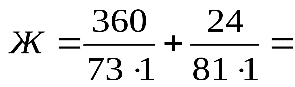 Ж = 360 / 73 · 1 + 24 / 81 · 1 =